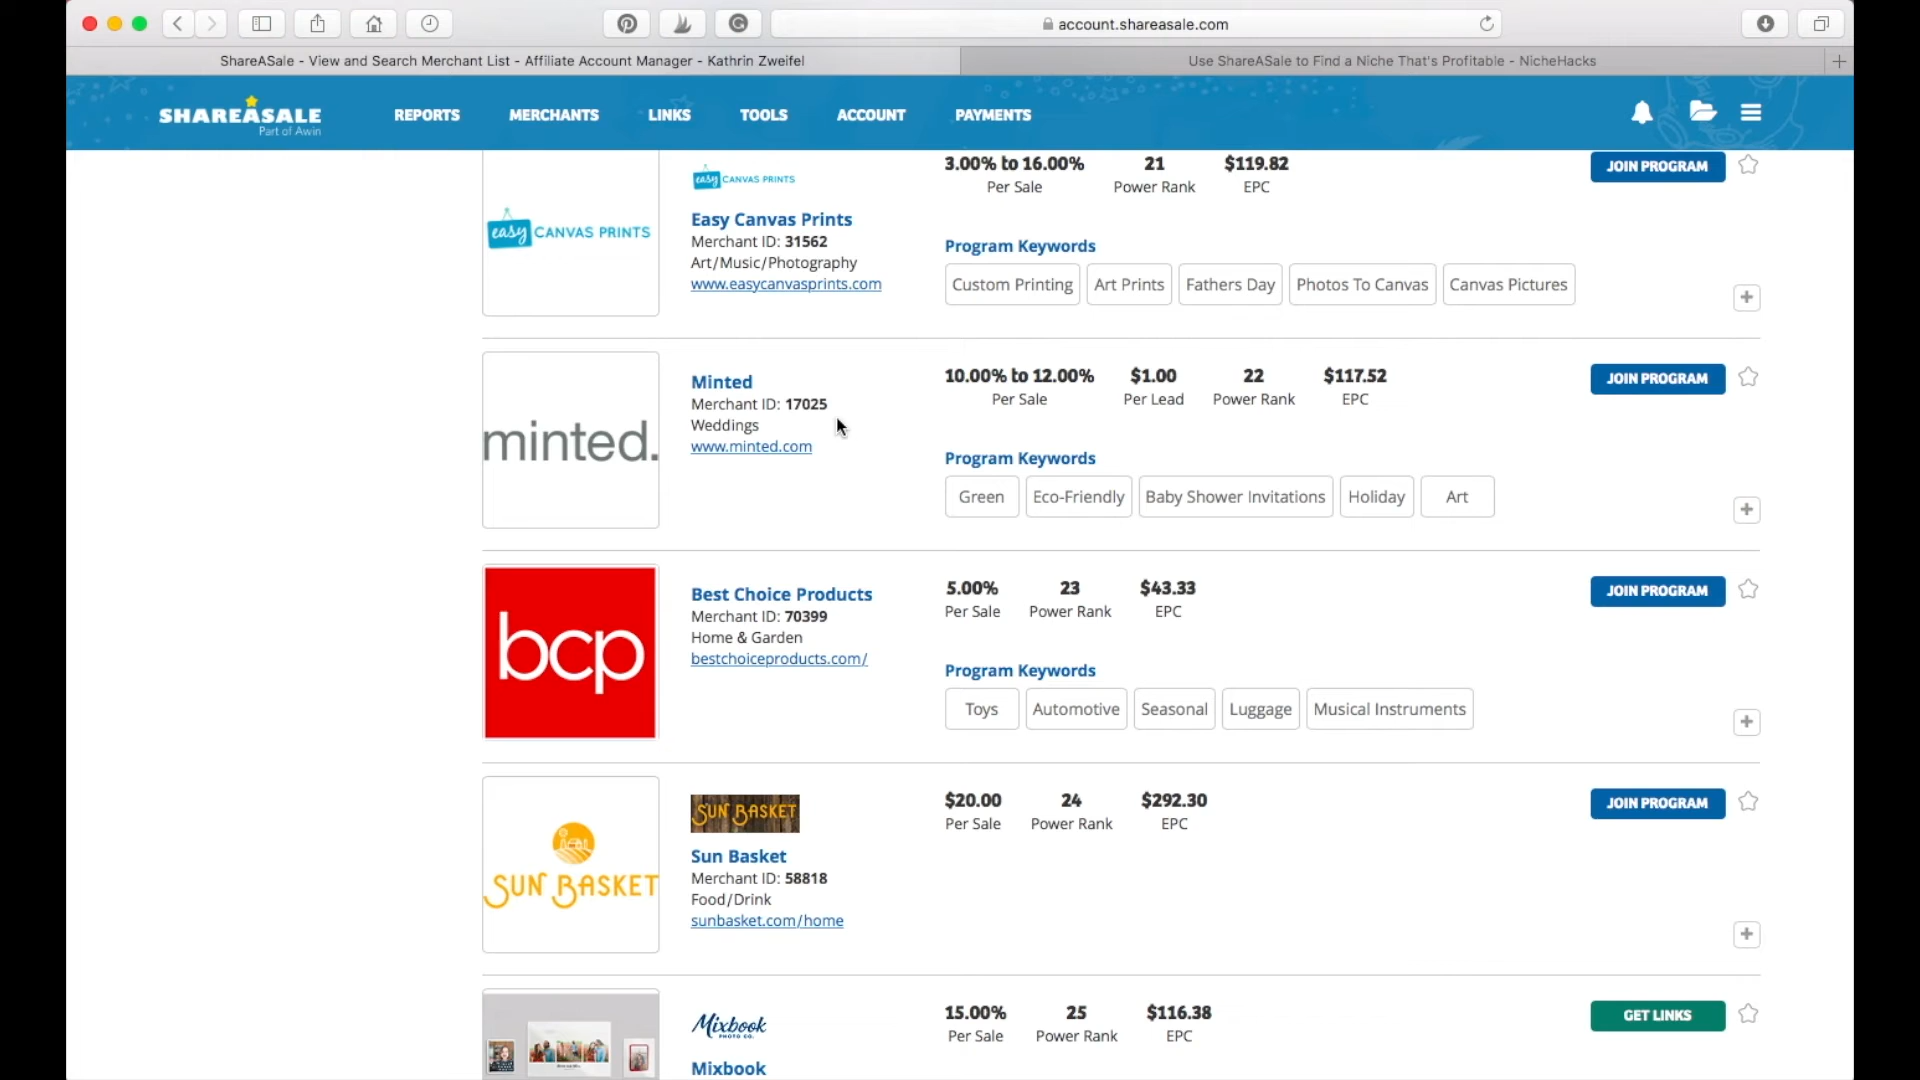 account.shareasale.com
ShareASale - View and Search Merchant List - Affiliate Account Manager - Kathrin Zweifel
Use ShareASale to Find a Niche That's Profitable - NicheHacks
SHAREASALE
Part of Awin
REPORTS
MERCHANTS
LINKS
TOOLS
ACCOUNT
PAYMENTS
easy CANVAS PRINTS
easy CANVAS PRINTS
Easy Canvas Prints
Merchant ID: 31562
Art/Music/Photography
www.easycanvasprints.com
3.00% to 16.00%
Per Sale
21
Power Rank
$119.82
EPC
Program Keywords
Custom Printing
Art Prints
Fathers Day
Photos To Canvas
Canvas Pictures
JOIN PROGRAM
minted.
Minted
Merchant ID: 17025
Weddings
www.minted.com
10.00% to 12.00%
Per Sale
$1.00
Per Lead
22
Power Rank
$117.52
EPC
Program Keywords
Green
Eco-Friendly
Baby Shower Invitations
Holiday
Art
JOIN PROGRAM
bcp
Best Choice Products
Merchant ID: 70399
Home & Garden
bestchoiceproducts.com/
5.00%
Per Sale
23
Power Rank
$43.33
EPC
Program Keywords
Toys
Automotive
Seasonal
Luggage
Musical Instruments
JOIN PROGRAM
SUN BASKET
SUN BASKET
Sun Basket
Merchant ID: 58818
Food/Drink
sunbasket.com/home
$20.00
Per Sale
24
Power Rank
$292.30
EPC
JOIN PROGRAM
Mixbook
PHOTO CO.
Mixbook
15.00%
Per Sale
25
Power Rank
$116.38
EPC
GET LINKS